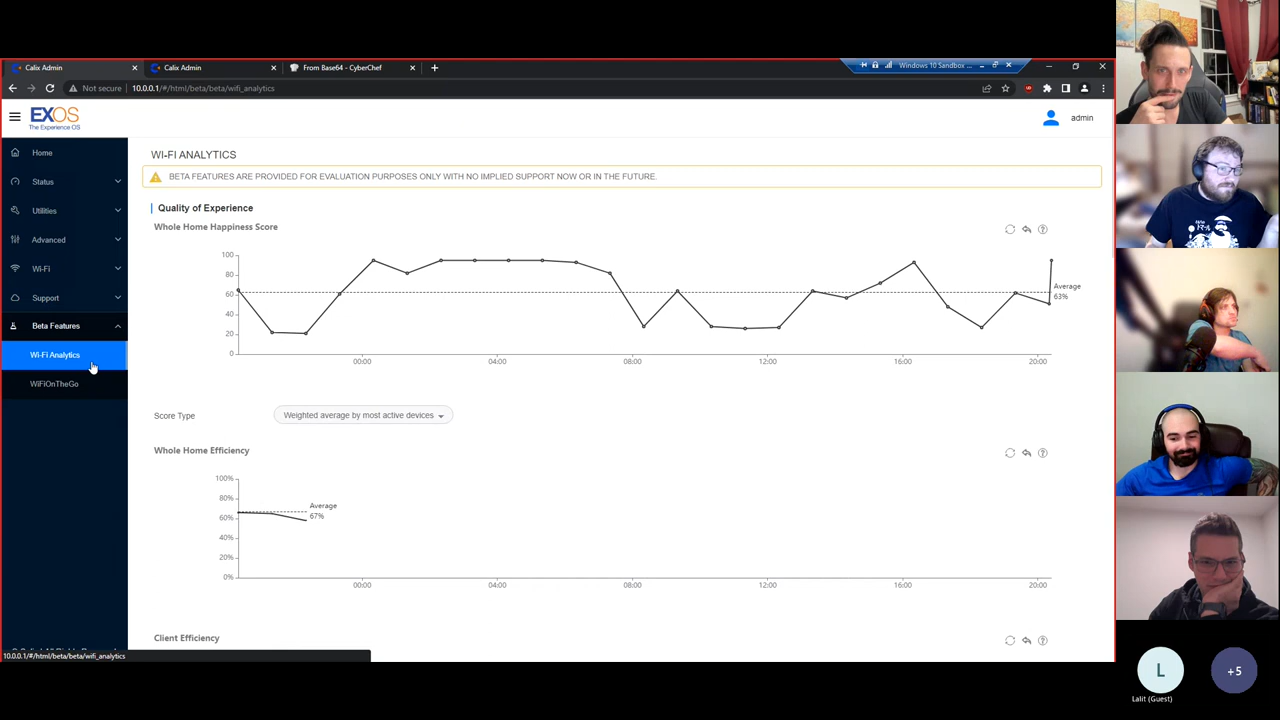 Calix Admin
Calix Admin
From Base64 - CyberChef
Windows 10 Sandbox ...
Not secure
10.0.0.1/#/html/beta/beta/wifi_analytics
EXOS
The Experience OS
admin
Home
Status
Utilities
Advanced
Wi-Fi
Support
Beta Features
Wi-Fi Analytics
WiFiOnTheGo
WI-FI ANALYTICS
BETA FEATURES ARE PROVIDED FOR EVALUATION PURPOSES ONLY WITH NO IMPLIED SUPPORT NOW OR IN THE FUTURE.
Quality of Experience
Whole Home Happiness Score
100
80
60
40
20
0
Average
63%
00:00
04:00
08:00
12:00
16:00
20:00
Score Type
Weighted average by most active devices
Whole Home Efficiency
100%
80%
60%
40%
20%
0%
Average
67%
00:00
04:00
08:00
12:00
16:00
20:00
Client Efficiency
10.0.0.1/#/html/beta/beta/wifi_analytics
L
Lalit (Guest)
+5